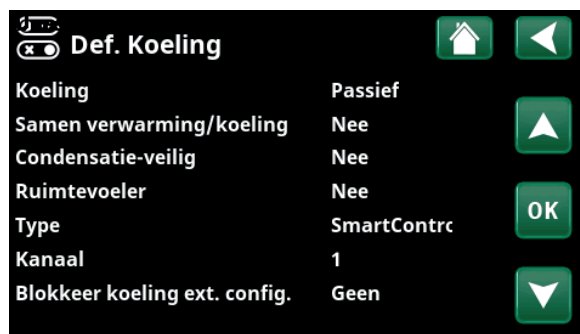 Def. Koeling
Koeling Passief
Samen verwarming/koeling Nee
Condensatie-veilig Nee
Ruimtevoeler Nee
OK
Type SmartContrc
Kanaal 1
Blokkeer koeling ext. config. Geen